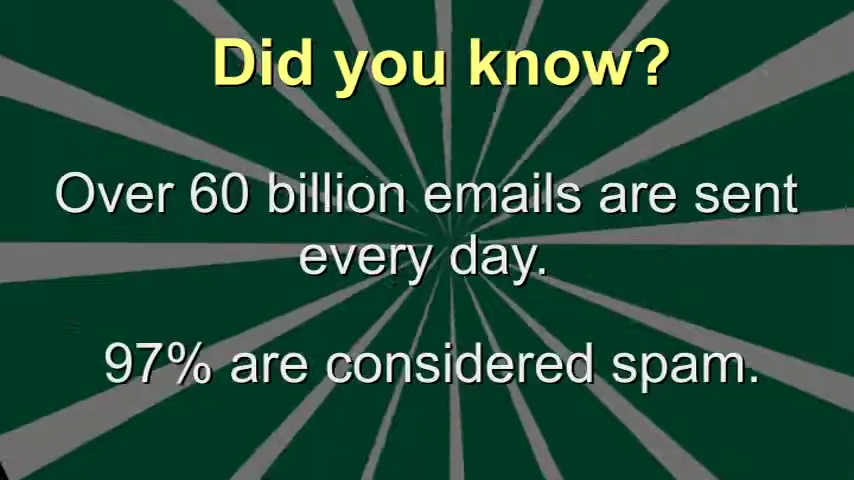 Did you know?
Over 60 billion emails are sent
every day.
97% are considered spam.